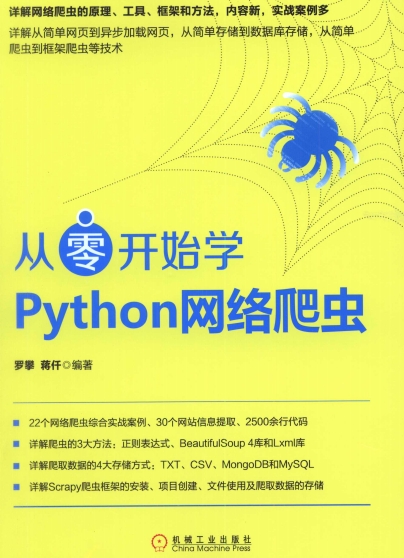 详解网络爬虫的原理、工具、框架和方法，内容新，实战案例多
详解从简单网页到异步加载网页，从简单存储到数据库存储，从简单
爬虫到框架爬虫等技术
从零开始学
Python网络爬虫
罗攀 蒋仟◎编著
■ 22个网络爬虫综合实战案例、30个网站信息提取、2500余行代码
■ 详解爬虫的3大方法：正则表达式、BeautifulSoup 4库和Lxml库
■ 详解爬取数据的4大存储方式：TXT、CSV、MongoDB和MySQL
■ 详解Scrapy爬虫框架的安装、项目创建、文件使用及爬取数据的存储
机械工业出版社
China Machine Press